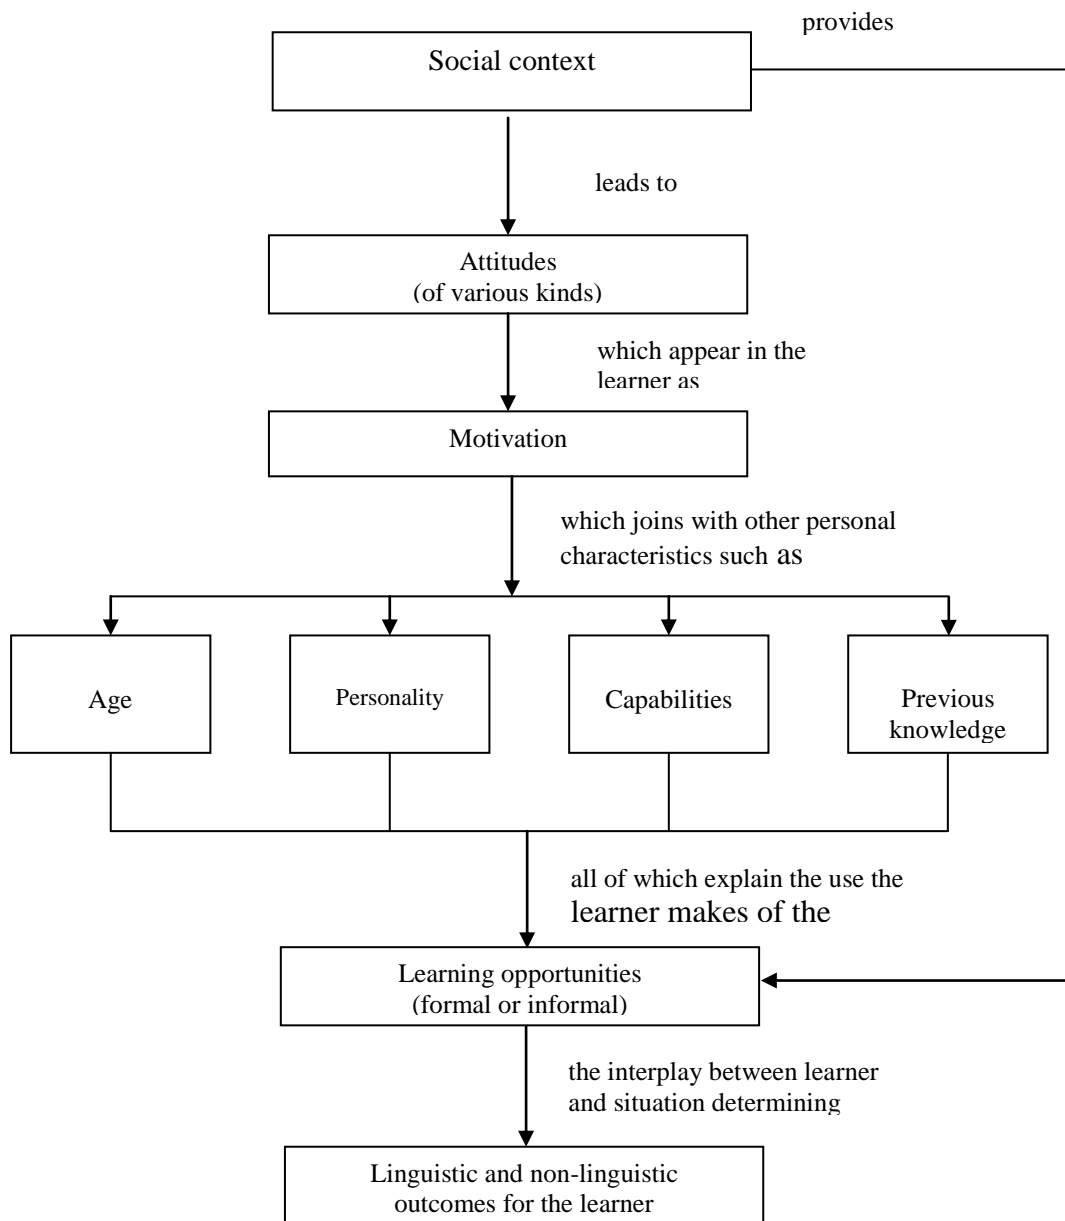 provides
Social context
leads to
Attitudes
(of various kinds)
which appear in the
learner as
Motivation
which joins with other personal
characteristics such as
Age
Personality
Capabilities
Previous
knowledge
all of which explain the use the
learner makes of the
Learning opportunities
(formal or informal)
the interplay between learner
and situation determining
Linguistic and non-linguistic
outcomes for the learner